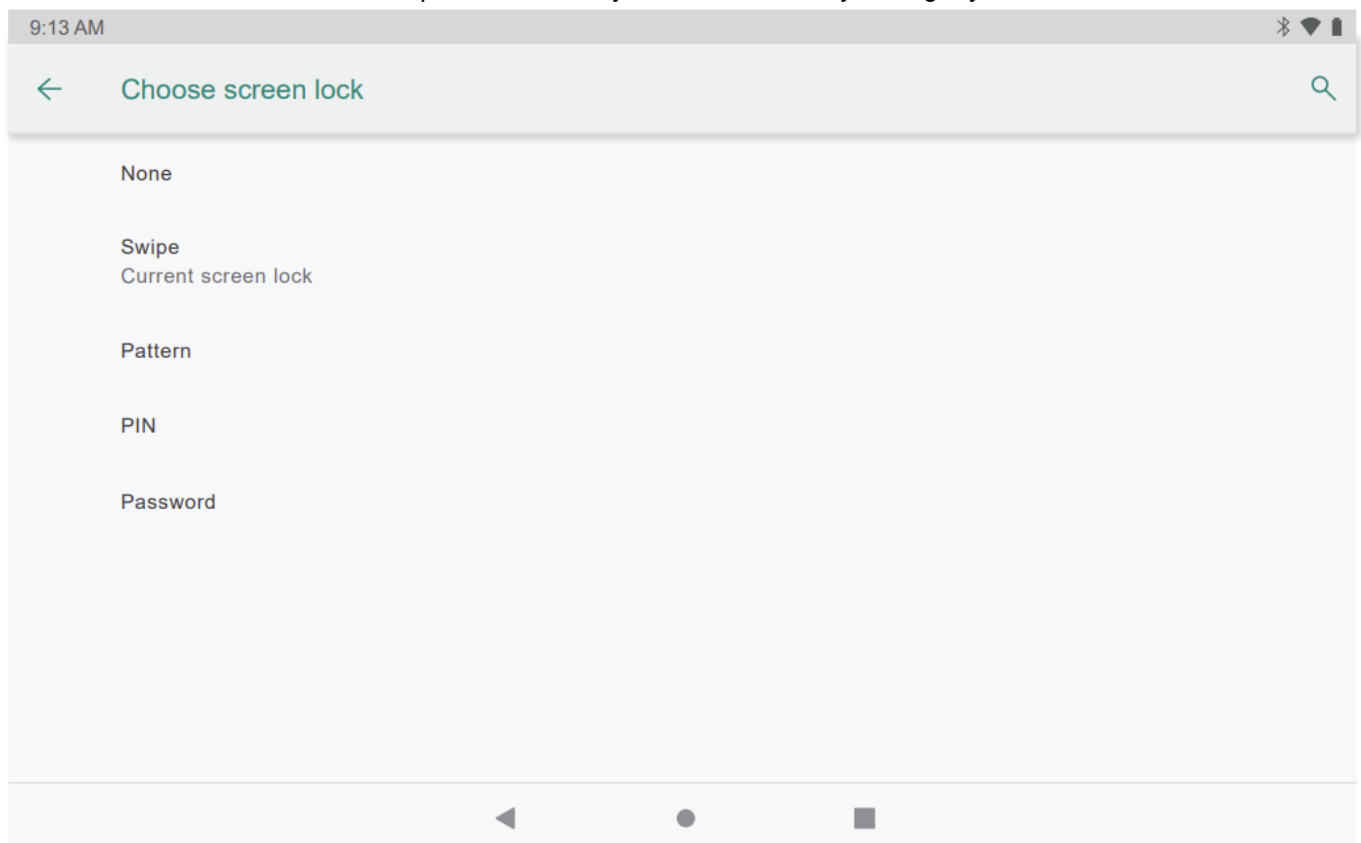 9:13 AM
Choose screen lock
None
Swipe
Current screen lock
Pattern
PIN
Password